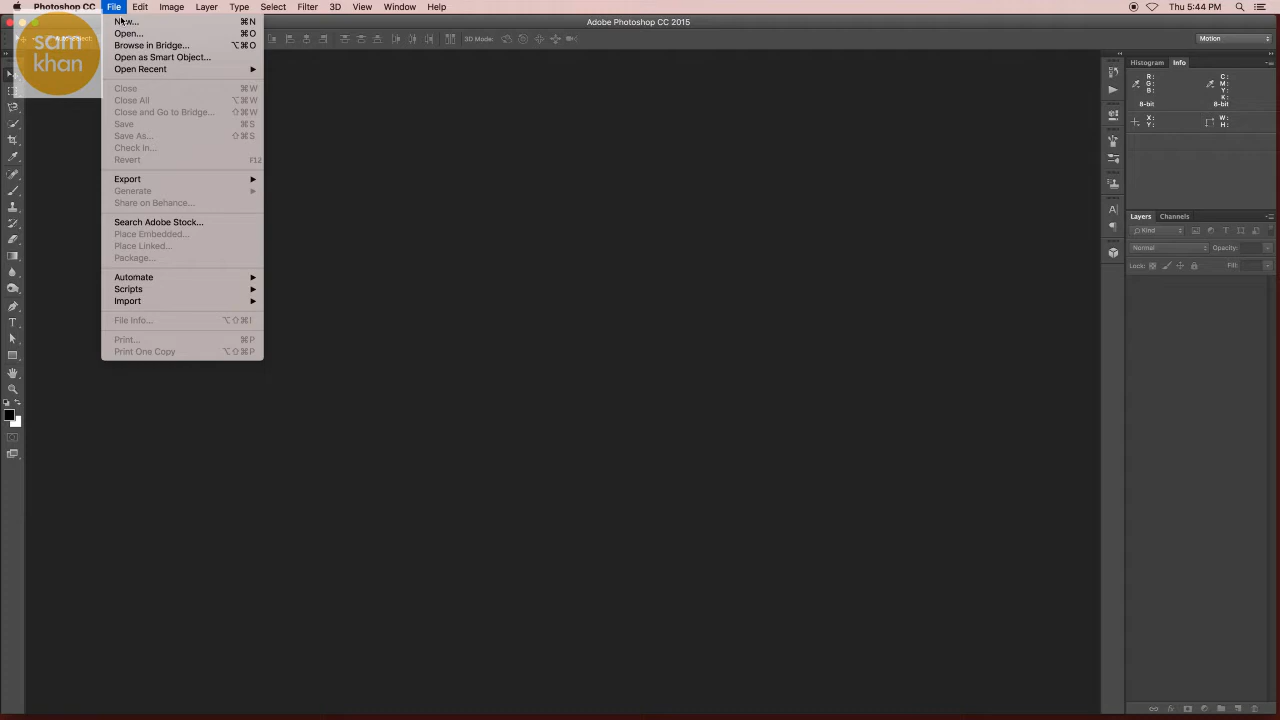 Photoshop CC File Edit Image Layer Type Select Filter 3D View Window Help Thu 5:44 PM
Adobe Photoshop CC 2015
sam
khan
Auto-Select:
3D Mode:
Motion
New... ⌘N
Open... ⌘O
Browse in Bridge... ⌥⌘O
Open as Smart Object...
Open Recent
Close ⌘W
Close All ⌥⌘W
Close and Go to Bridge... ⇧⌘W
Save ⌘S
Save As... ⇧⌘S
Check In...
Revert F12
Export
Generate
Share on Behance...
Search Adobe Stock...
Place Embedded...
Place Linked...
Package...
Automate
Scripts
Import
File Info... ⌥⇧⌘I
Print... ⌘P
Print One Copy ⌥⇧⌘P
Histogram Info
R: C:
G: M:
B: Y:
K:
8-bit 8-bit
X: W:
Y: H:
Layers Channels
Kind
Normal Opacity:
Lock: Fill: